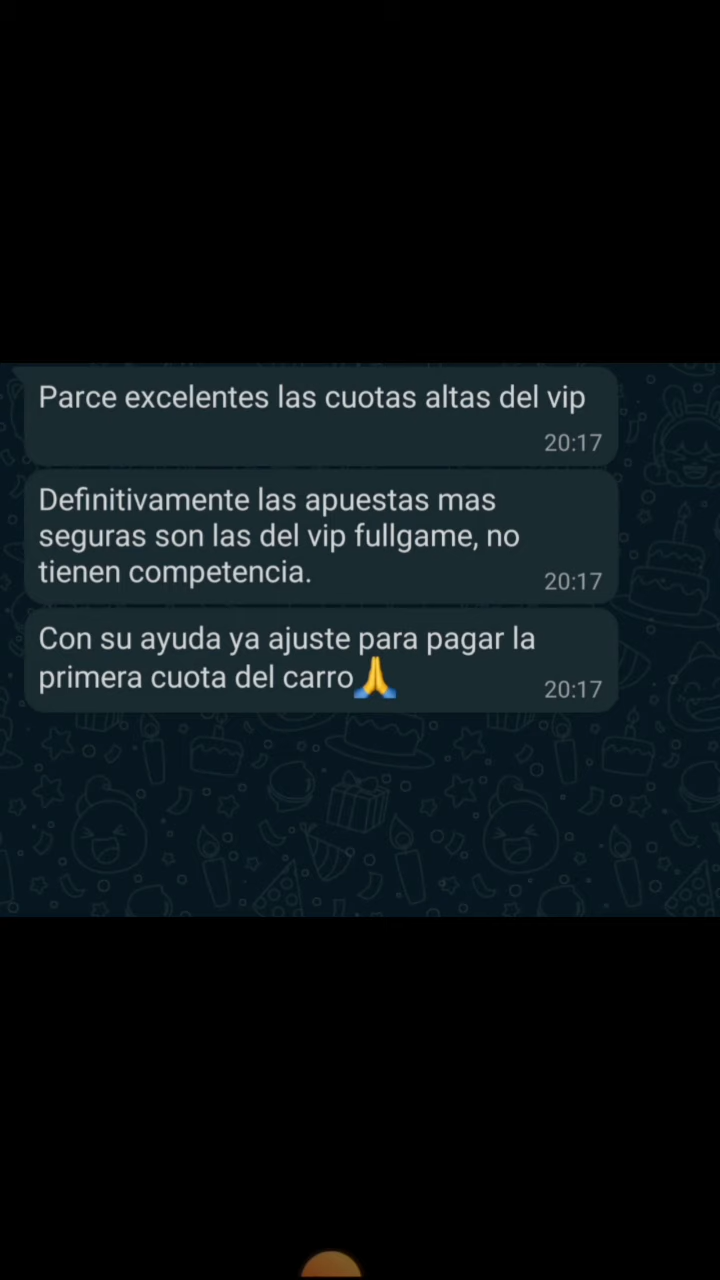 Parce excelentes las cuotas altas del vip
20:17
Definitivamente las apuestas mas
seguras son las del vip fullgame, no
tienen competencia.
20:17
Con su ayuda ya ajuste para pagar la
primera cuota del carro🙏
20:17